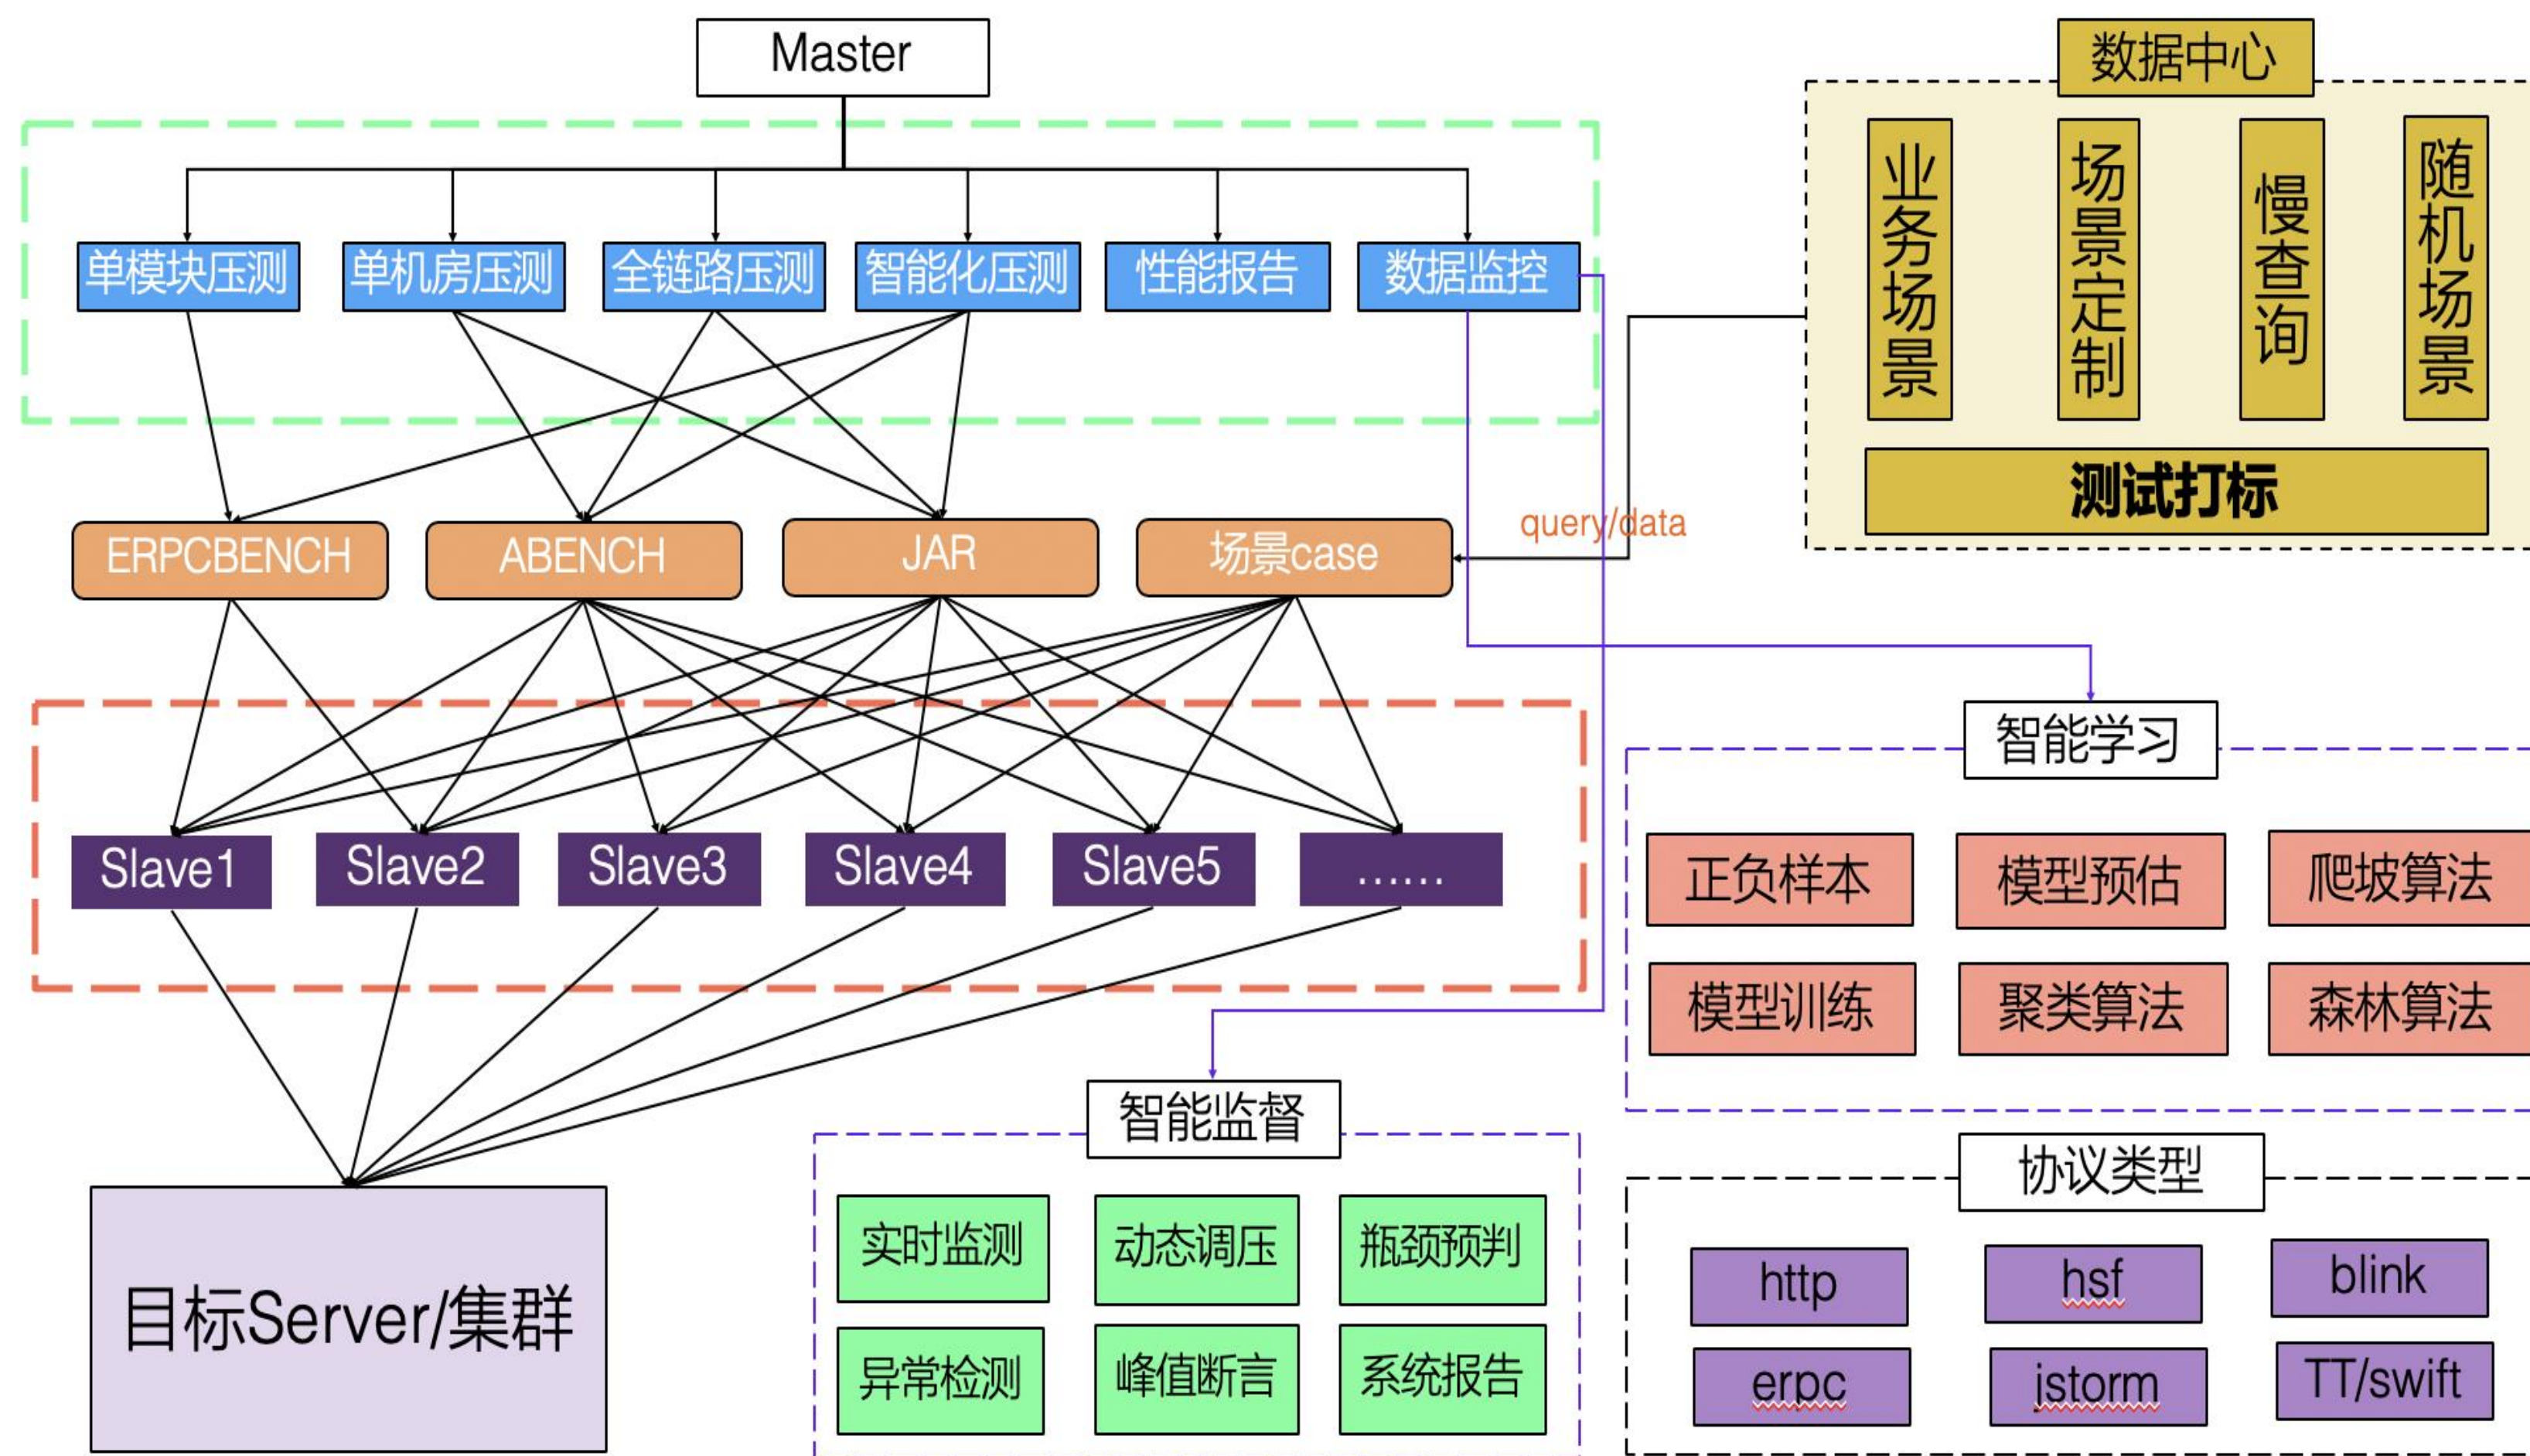 Master
数据中心
业务场景
场景定制
慢查询
随机场景
测试打标
单模块压测
单机房压测
全链路压测
智能化压测
性能报告
数据监控
query/data
ERPCBENCH
ABENCH
JAR
场景case
Slave1
Slave2
Slave3
Slave4
Slave5
......
目标Server/集群
智能学习
正负样本
模型预估
爬坡算法
模型训练
聚类算法
森林算法
智能监督
实时监测
动态调压
瓶颈预判
异常检测
峰值断言
系统报告
协议类型
http
hsf
blink
erpc
jstorm
TT/swift